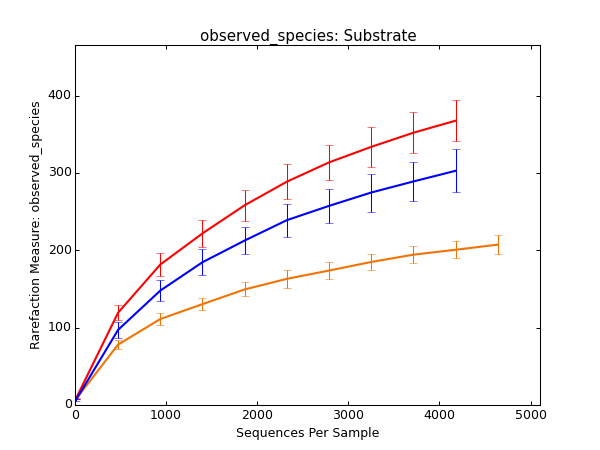 observed_species: Substrate
Rarefaction Measure: observed_species
400
300
200
100
0
0 1000 2000 3000 4000 5000
Sequences Per Sample